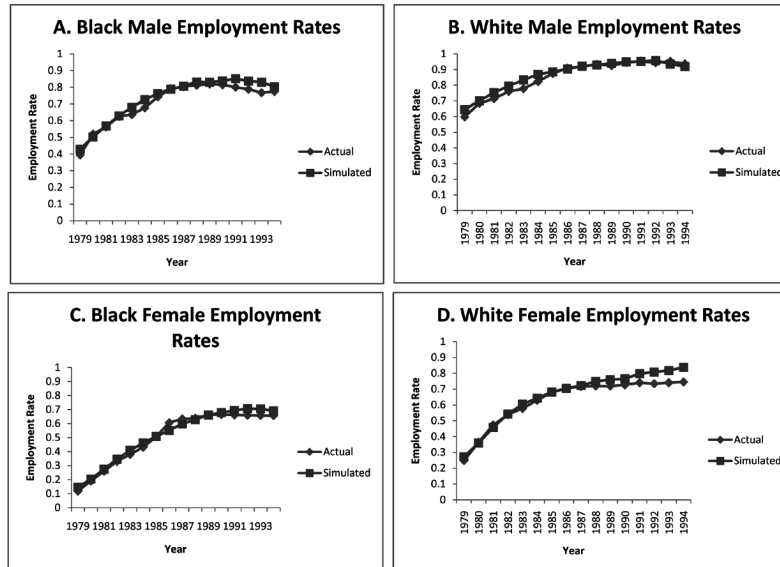 A. Black Male Employment Rates
1
0.9
0.8
0.7
0.6
0.5
0.4
0.3
0.2
0.1
0
Employment Rate
1979 1981 1983 1985 1987 1989 1991 1993
Year
Actual
Simulated
B. White Male Employment Rates
1
0.9
0.8
0.7
0.6
0.5
0.4
0.3
0.2
0.1
0
Employment Rate
1979 1980 1981 1982 1983 1984 1985 1986 1987 1988 1989 1990 1991 1992 1993 1994
Year
Actual
Simulated
C. Black Female Employment
Rates
1
0.9
0.8
0.7
0.6
0.5
0.4
0.3
0.2
0.1
0
Employment Rate
1979 1981 1983 1985 1987 1989 1991 1993
Year
Actual
Simulated
D. White Female Employment Rates
1
0.9
0.8
0.7
0.6
0.5
0.4
0.3
0.2
0.1
0
Employment Rate
1979 1980 1981 1982 1983 1984 1985 1986 1987 1988 1989 1990 1991 1992 1993 1994
Year
Actual
Simulated